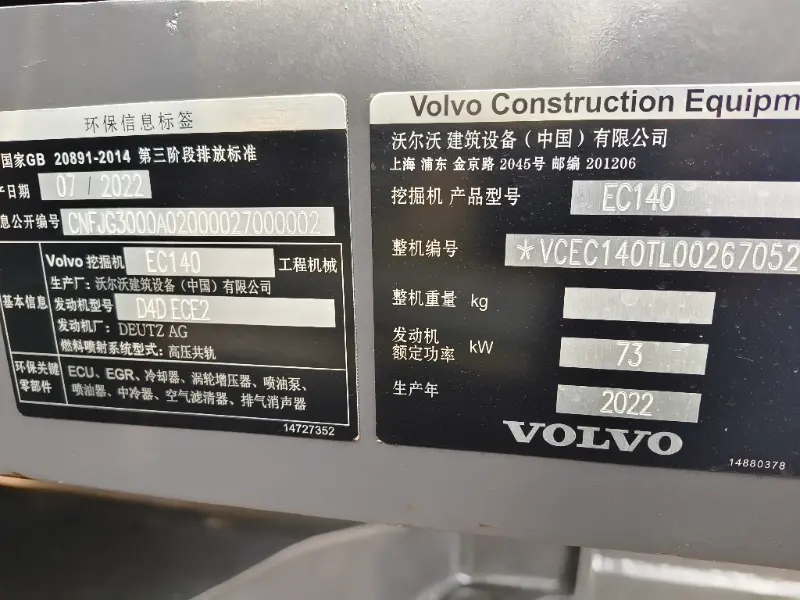 环保信息标签
国家GB 20891-2014 第三阶段排放标准
日期 07 / 2022
息公开编号 CNFJG3000A02000027000002
基本信息
Volvo 挖掘机 EC140 工程机械
生产厂: 沃尔沃建筑设备 (中国) 有限公司
发动机型号 D4D ECE2
发动机厂: DEUTZ AG
燃料喷射系统型式: 高压共轨
环保关键
零部件
ECU、EGR、冷却器、涡轮增压器、喷油泵、
喷油器、中冷器、空气滤清器、排气消声器
14727352
Volvo Construction Equipm
沃尔沃 建筑设备 (中国) 有限公司
上海 浦东 金京路 2045号 邮编 201206
挖掘机 产品型号 EC140
整机编号 *VCEC140TL00267052
整机重量 kg
发动机
额定功率 kW 73
生产年 2022
VOLVO
14880378